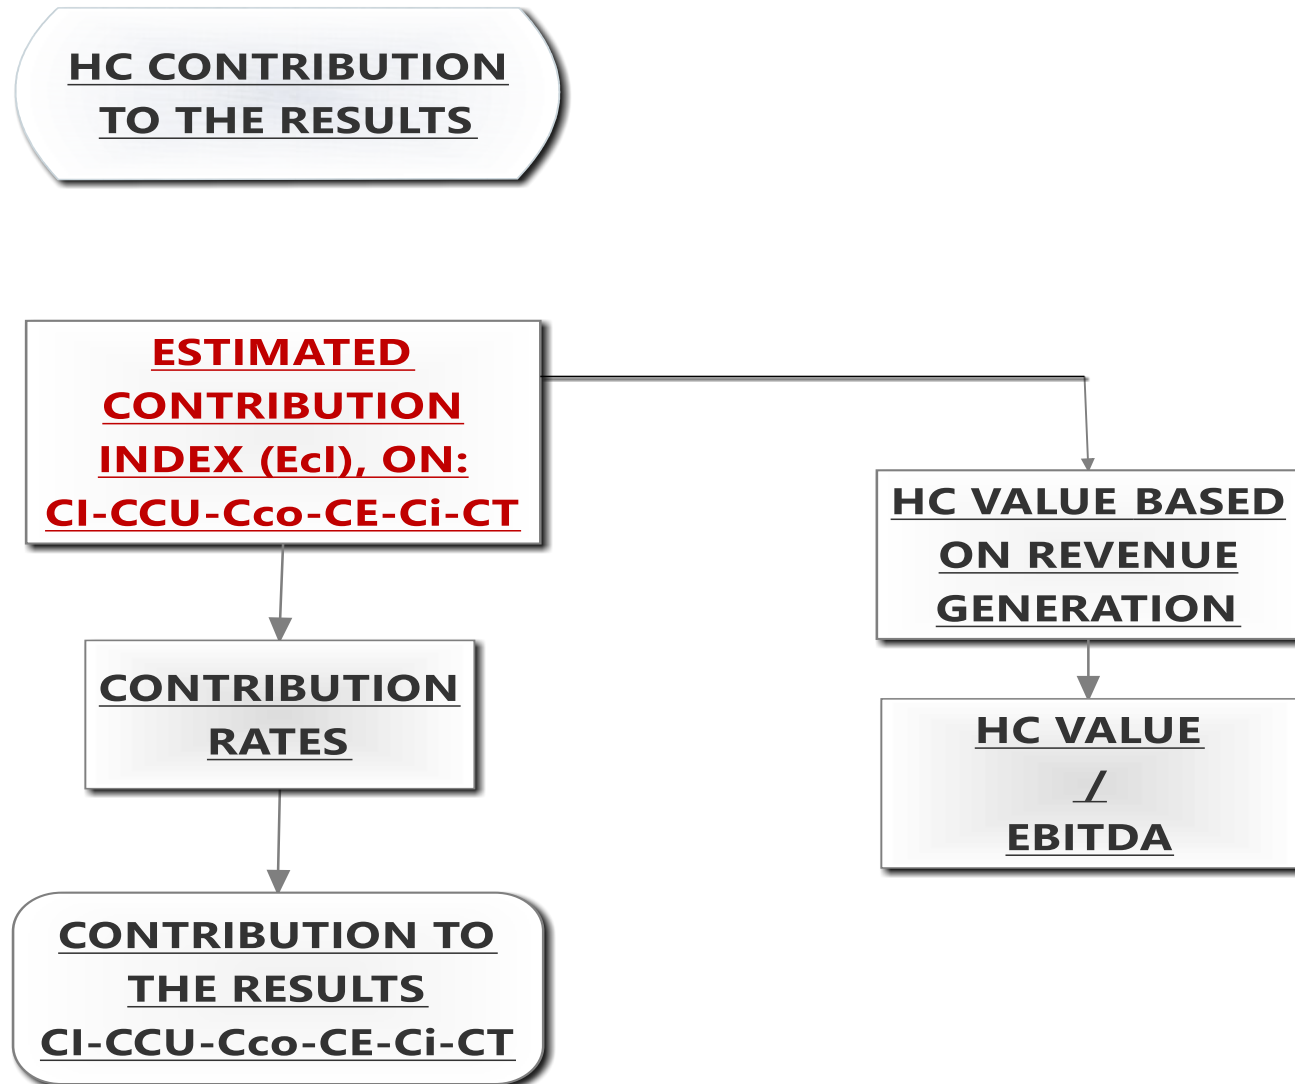 HC CONTRIBUTION
TO THE RESULTS
ESTIMATED
CONTRIBUTION
INDEX (EcI), ON:
CI-CCU-Cco-CE-Ci-CT
HC VALUE BASED
ON REVENUE
GENERATION
CONTRIBUTION
RATES
HC VALUE
/
EBITDA
CONTRIBUTION TO
THE RESULTS
CI-CCU-Cco-CE-Ci-CT